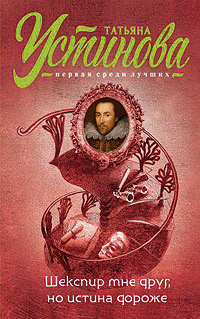 ТАТЬЯНА
Устинова
первая среди лучших
Шекспир мне друг,
но истина дороже